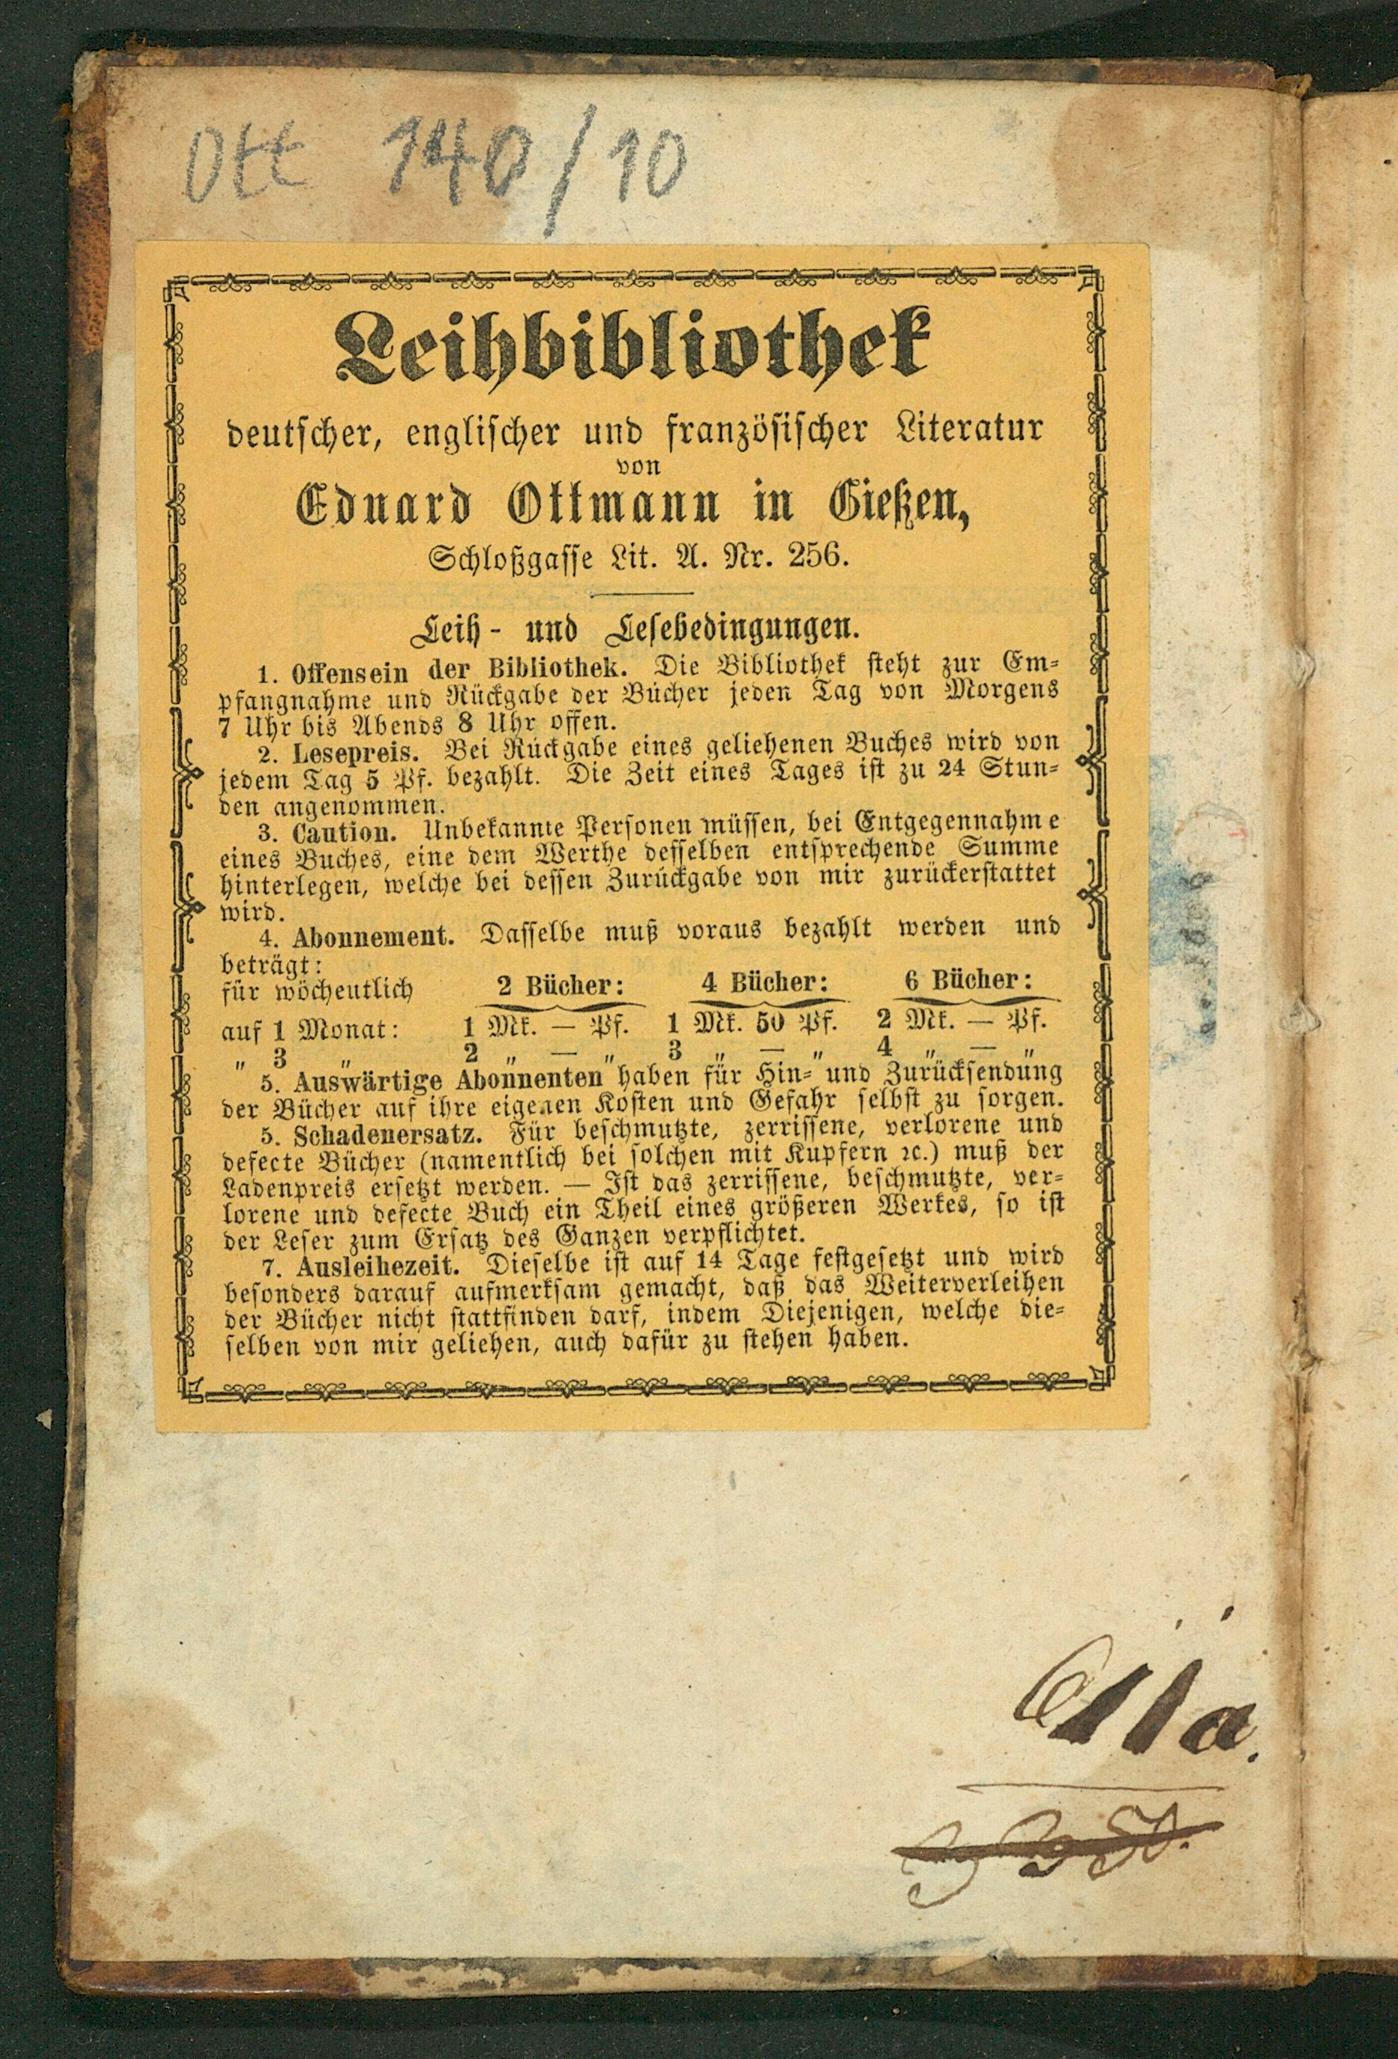 Ott 140/10
Leihbibliothek
deutscher, englischer und französischer Literatur
von
Eduard Ottmann in Gießen,
Schloßgasse Lit. A. Nr. 256.
Leih- und Lesebedingungen.
1. Offensein der Bibliothek. Die Bibliothek steht zur Em-
pfangnahme und Rückgabe der Bücher jeden Tag von Morgens
7 Uhr bis Abends 8 Uhr offen.
2. Lesepreis. Bei Rückgabe eines geliehenen Buches wird von
jedem Tag 5 Pf. bezahlt. Die Zeit eines Tages ist zu 24 Stun-
den angenommen.
3. Caution. Unbekannte Personen müssen, bei Entgegennahme
eines Buches, eine dem Werthe desselben entsprechende Summe
hinterlegen, welche bei dessen Zurückgabe von mir zurückerstattet
wird.
4. Abonnement. Dasselbe muß voraus bezahlt werden und
beträgt:
für wöchentlich 2 Bücher: 4 Bücher: 6 Bücher:
auf 1 Monat: 1 Mk. — Pf. 1 Mk. 50 Pf. 2 Mk. — Pf.
„ 3 „ 2 „ — „ 3 „ — „ 4 „ — „
5. Auswärtige Abonnenten haben für Hin- und Zurücksendung
der Bücher auf ihre eigenen Kosten und Gefahr selbst zu sorgen.
5. Schadenersatz. Für beschmutzte, zerrissene, verlorene und
defecte Bücher (namentlich bei solchen mit Kupfern ꝛc.) muß der
Ladenpreis ersetzt werden. — Ist das zerrissene, beschmutzte, ver-
lorene und defecte Buch ein Theil eines größeren Werkes, so ist
der Leser zum Ersatz des Ganzen verpflichtet.
7. Ausleihezeit. Dieselbe ist auf 14 Tage festgesetzt und wird
besonders darauf aufmerksam gemacht, daß das Weiterverleihen
der Bücher nicht stattfinden darf, indem Diejenigen, welche die-
selben von mir geliehen, auch dafür zu stehen haben.